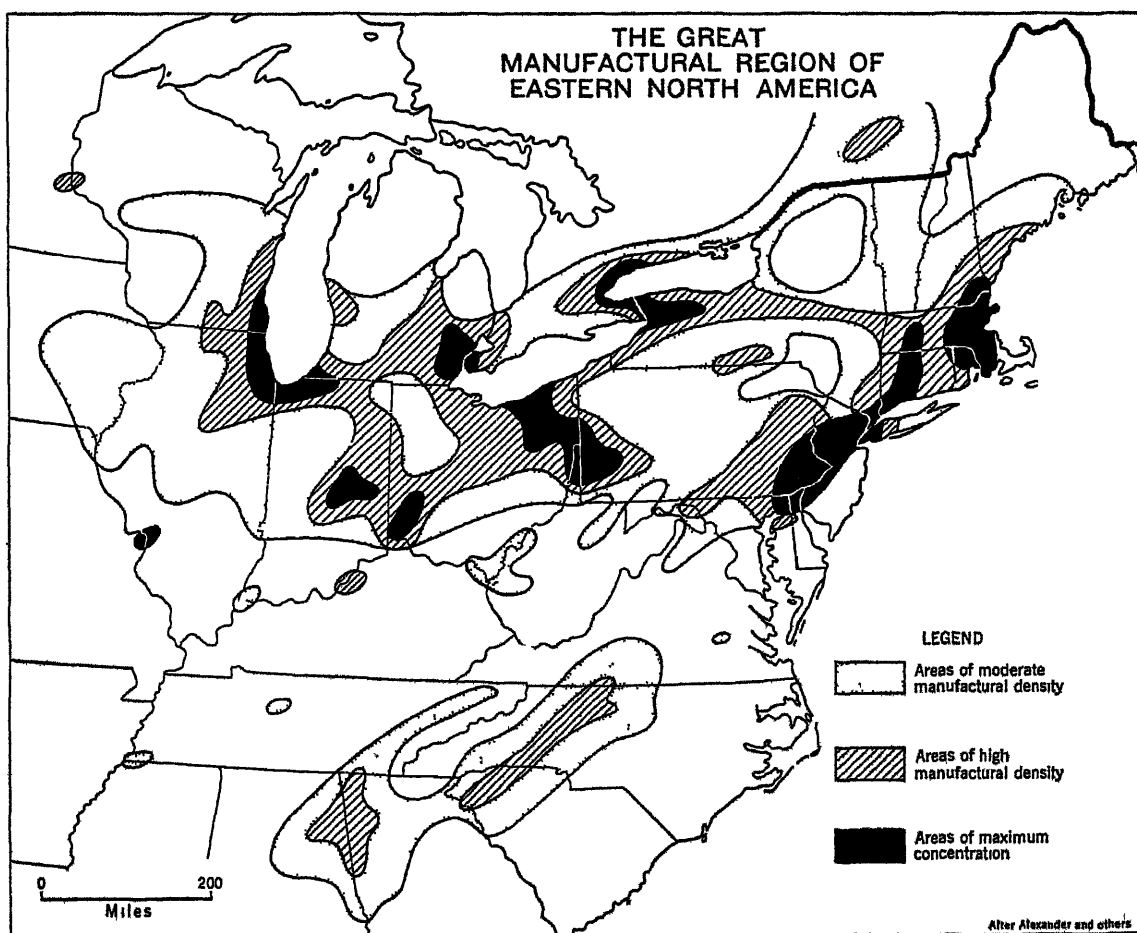 THE GREAT
MANUFACTURAL REGION OF
EASTERN NORTH AMERICA
LEGEND
Areas of moderate
manufactural density
Areas of high
manufactural density
Areas of maximum
concentration
0 200
Miles
After Alexander and others